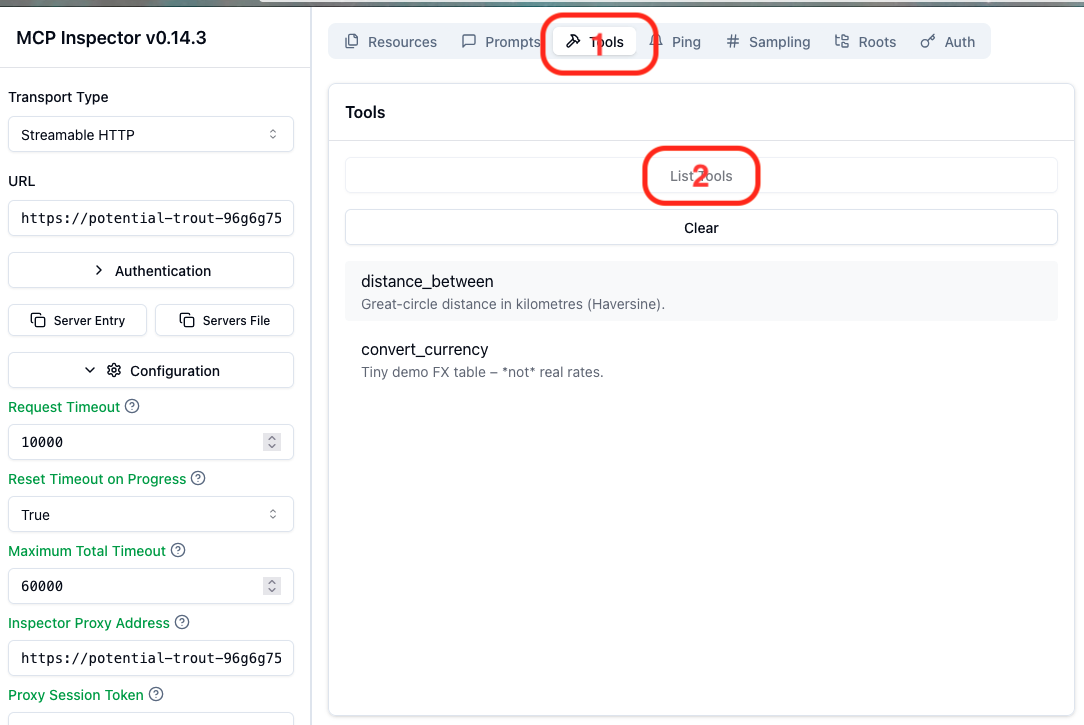 MCP Inspector v0.14.3
Transport Type
Streamable HTTP
URL
https://potential-trout-96g6g75
Authentication
Server Entry
Servers File
Configuration
Request Timeout
10000
Reset Timeout on Progress
True
Maximum Total Timeout
60000
Inspector Proxy Address
https://potential-trout-96g6g75
Proxy Session Token
Resources Prompts Tools Ping Sampling Roots Auth
1
Tools
List Tools
2
Clear
distance_between
Great-circle distance in kilometres (Haversine).
convert_currency
Tiny demo FX table – *not* real rates.